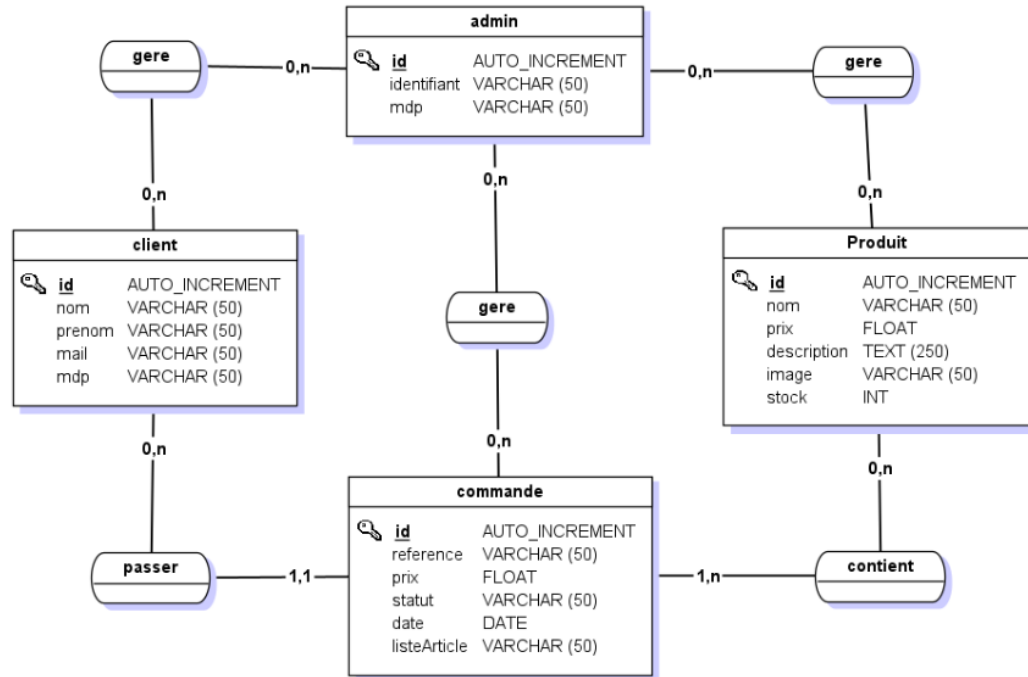 admin
id AUTO_INCREMENT
identifiant VARCHAR (50)
mdp VARCHAR (50)
gere
0,n
0,n
gere
0,n
0,n
0,n
client
id AUTO_INCREMENT
nom VARCHAR (50)
prenom VARCHAR (50)
mail VARCHAR (50)
mdp VARCHAR (50)
gere
Produit
id AUTO_INCREMENT
nom VARCHAR (50)
prix FLOAT
description TEXT (250)
image VARCHAR (50)
stock INT
0,n
0,n
0,n
commande
id AUTO_INCREMENT
reference VARCHAR (50)
prix FLOAT
statut VARCHAR (50)
date DATE
listeArticle VARCHAR (50)
passer
1,1
1,n
contient